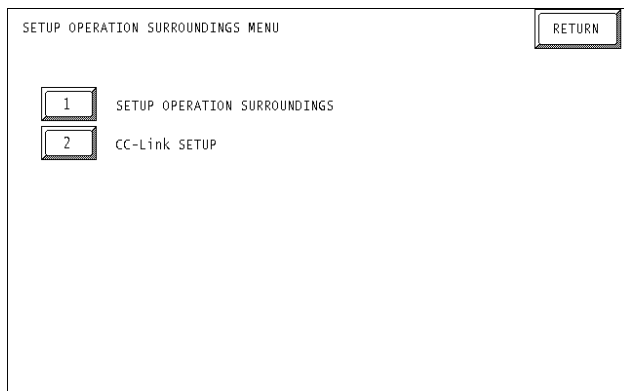 SETUP OPERATION SURROUNDINGS MENU RETURN
1 SETUP OPERATION SURROUNDINGS
2 CC-Link SETUP